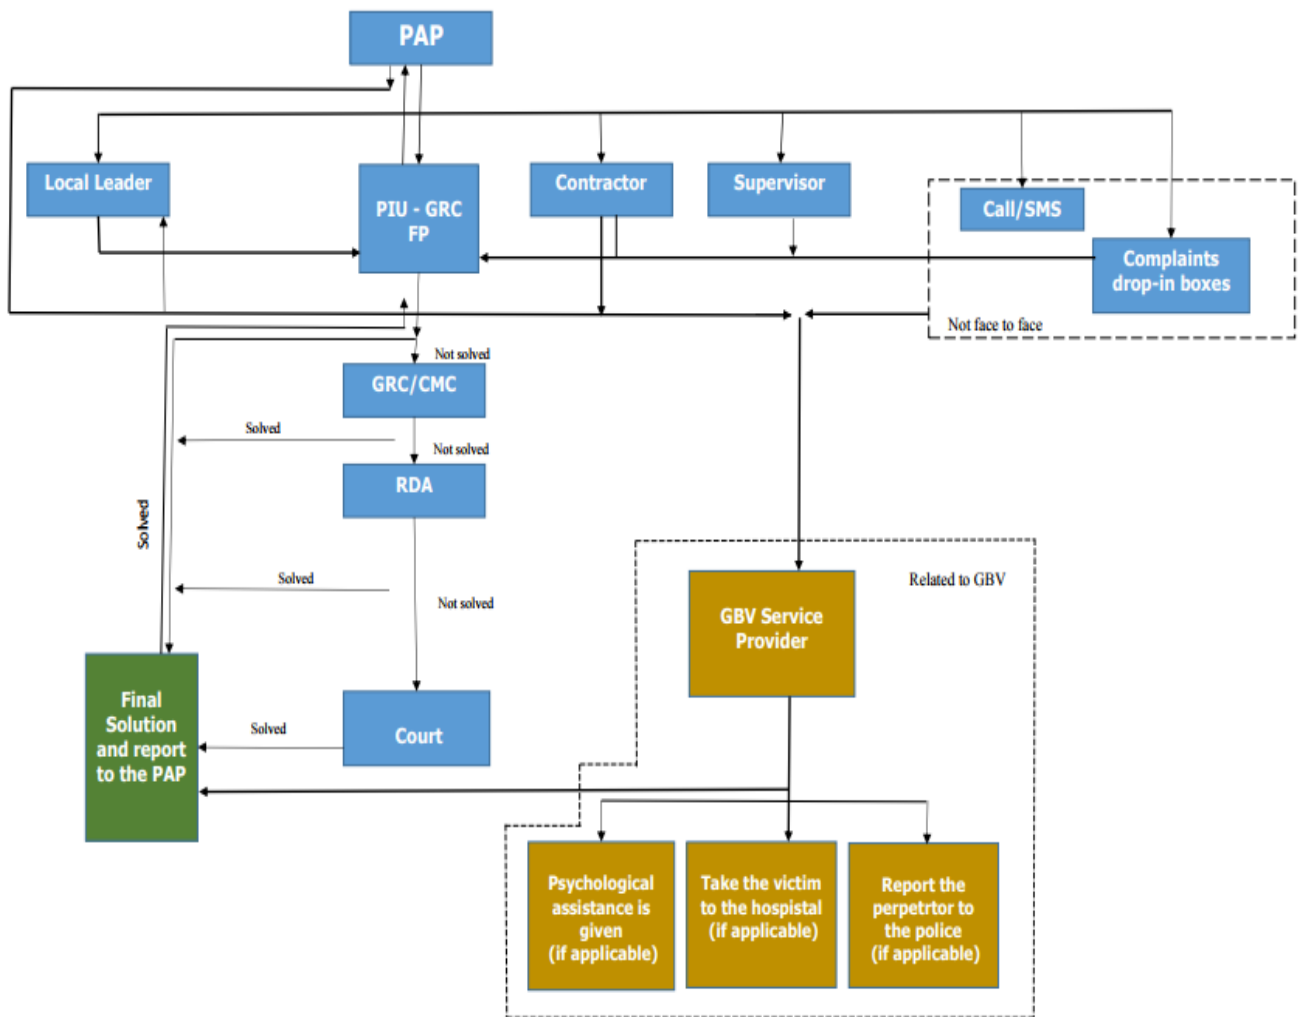 PAP
Local Leader
PIU - GRC
FP
Contractor
Supervisor
Call/SMS
Complaints
drop-in boxes
Not face to face
Not solved
GRC/CMC
Solved
Not solved
RDA
Solved
Solved
Not solved
Related to GBV
GBV Service
Provider
Final
Solution
and report
to the PAP
Solved
Court
Psychological
assistance is
given
(if applicable)
Take the victim
to the hospistal
(if applicable)
Report the
perpetrtor to
the police
(if applicable)